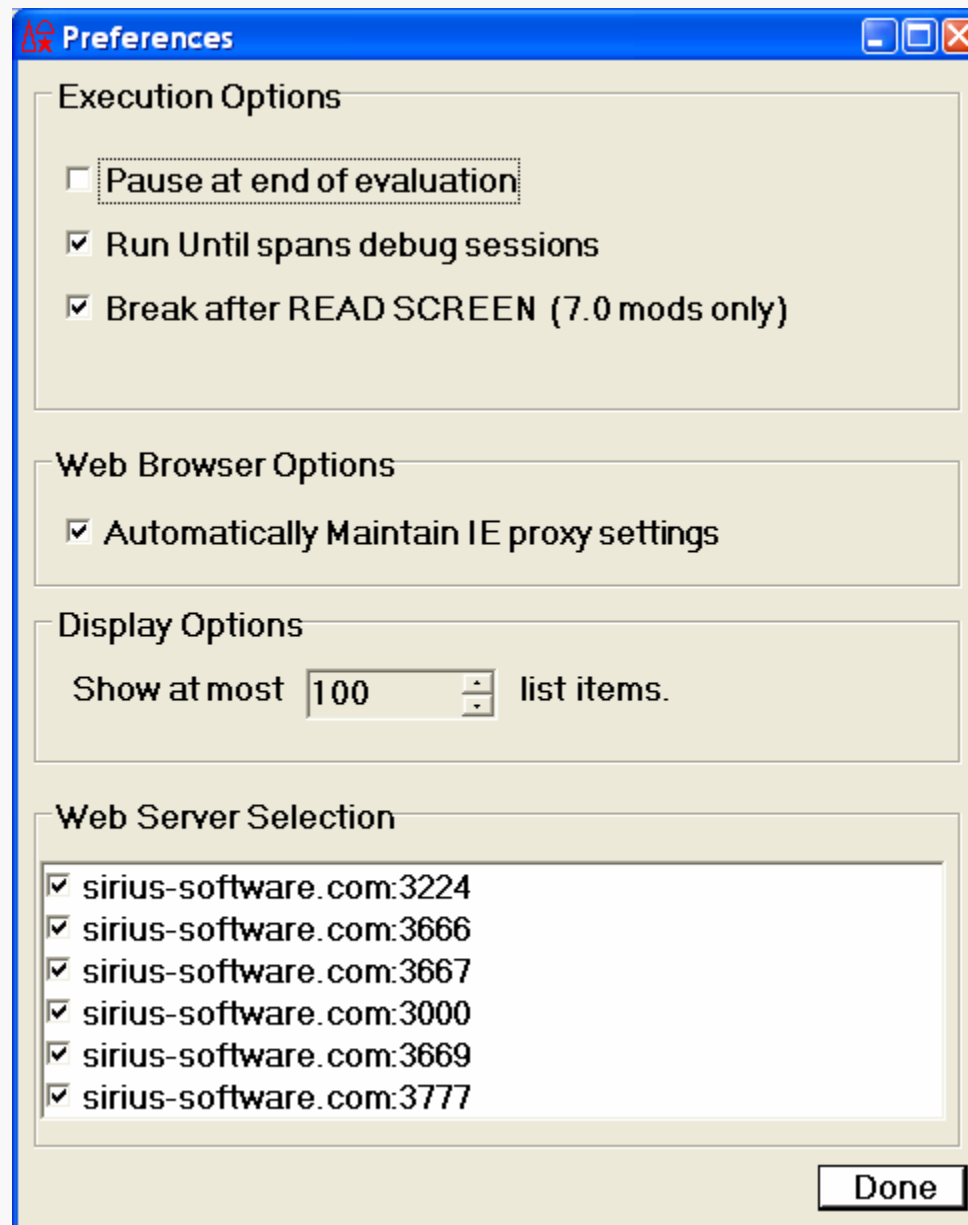 Preferences
Execution Options
Pause at end of evaluation
Run Until spans debug sessions
Break after READ SCREEN (7.0 mods only)
Web Browser Options
Automatically Maintain IE proxy settings
Display Options
Show at most 100 list items.
Web Server Selection
sirius-software.com:3224
sirius-software.com:3666
sirius-software.com:3667
sirius-software.com:3000
sirius-software.com:3669
sirius-software.com:3777
Done